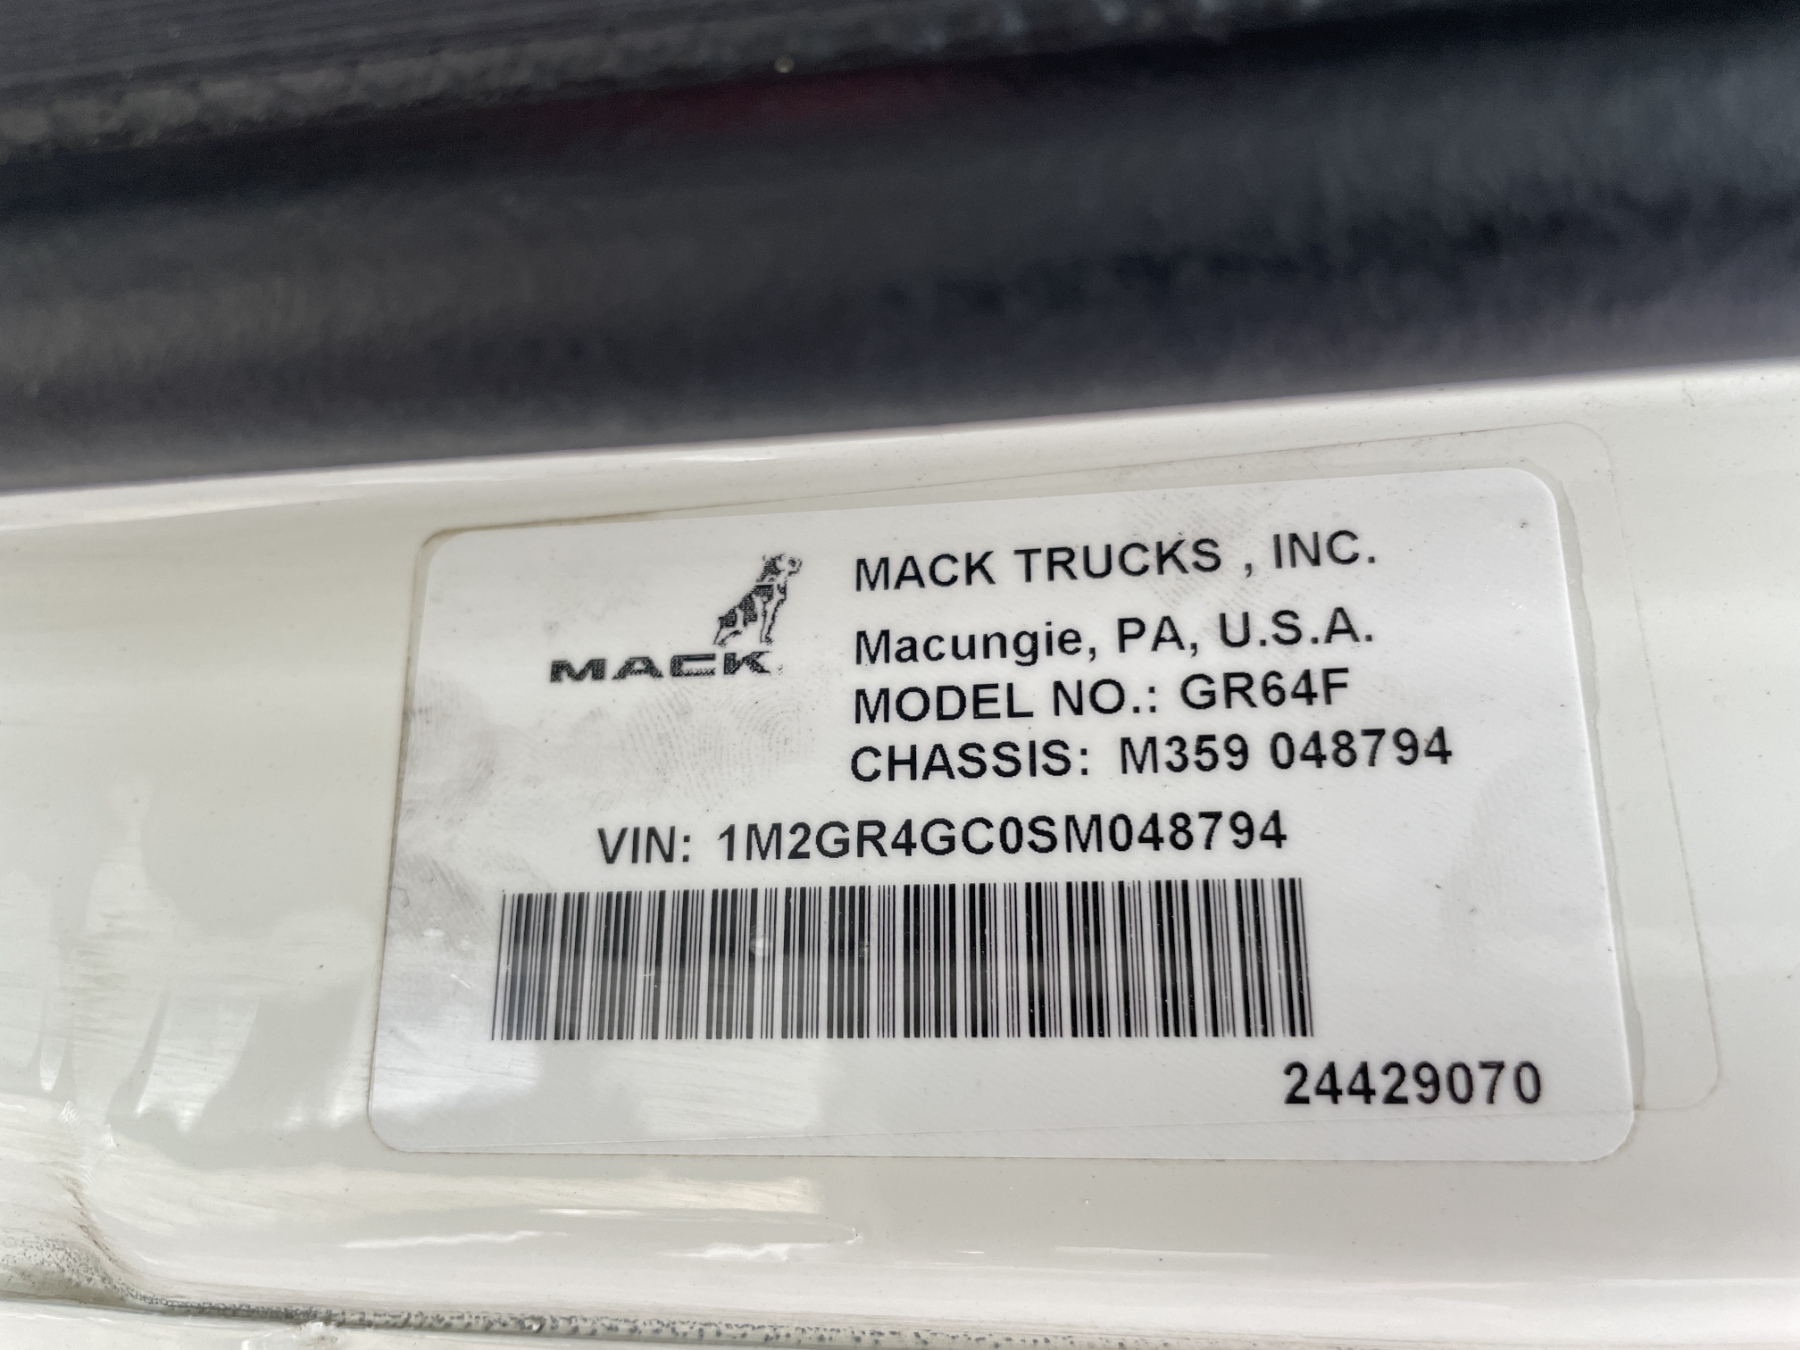 MACK
MACK TRUCKS , INC.
Macungie, PA, U.S.A.
MODEL NO.: GR64F
CHASSIS: M359 048794
VIN: 1M2GR4GC0SM048794
24429070